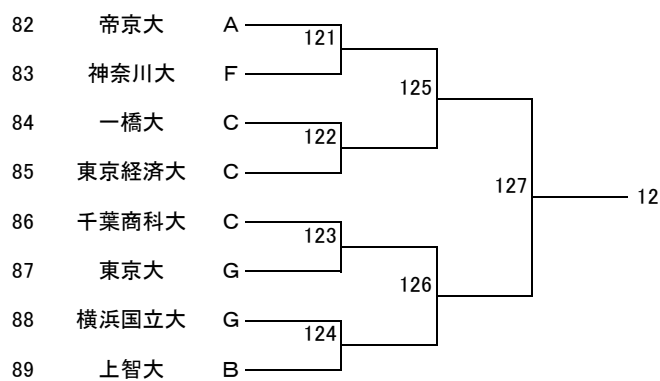 82 帝京大 A
121
83 神奈川大 F
125
84 一橋大 C
122
85 東京経済大 C
127
12
86 千葉商科大 C
123
87 東京大 G
126
88 横浜国立大 G
124
89 上智大 B